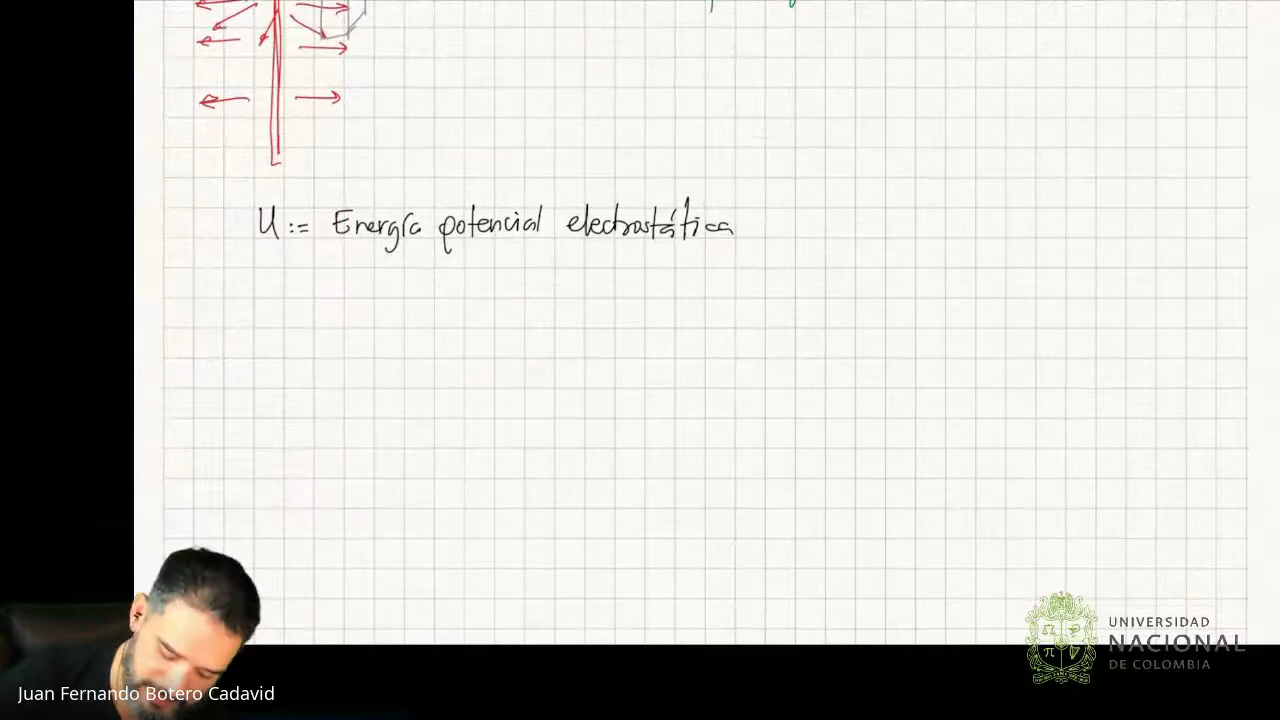 U := Energía potencial electrostática
UNIVERSIDAD
NACIONAL
DE COLOMBIA
Juan Fernando Botero Cadavid